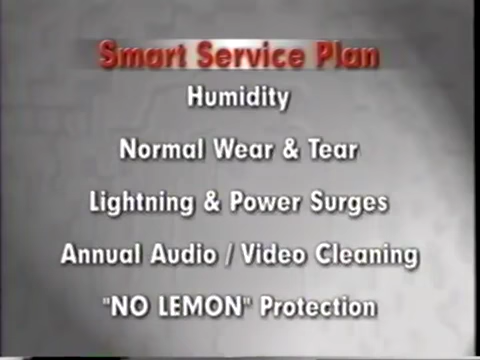 Smart Service Plan
Humidity
Normal Wear & Tear
Lightning & Power Surges
Annual Audio / Video Cleaning
"NO LEMON" Protection